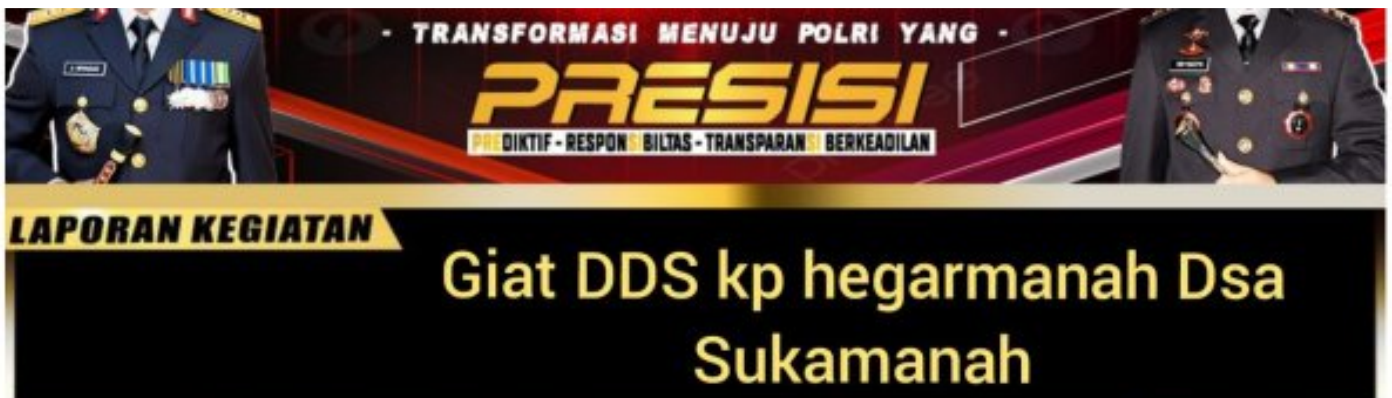 - TRANSFORMASI MENUJU POLRI YANG -
PRESISI
PREDIKTIF - RESPONSIBILTAS - TRANSPARANSI BERKEADILAN
LAPORAN KEGIATAN
Giat DDS kp hegarmanah Dsa
Sukamanah